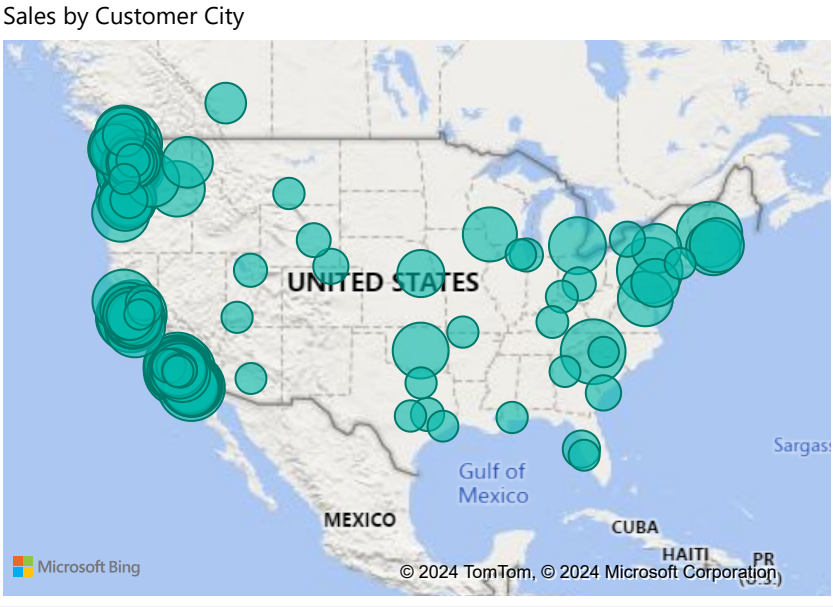 Sales by Customer City
UNITED STATES
Sargas
Gulf of
Mexico
MEXICO
CUBA
HAITI
PR
(U.S.)
Microsoft Bing
© 2024 TomTom, © 2024 Microsoft Corporation